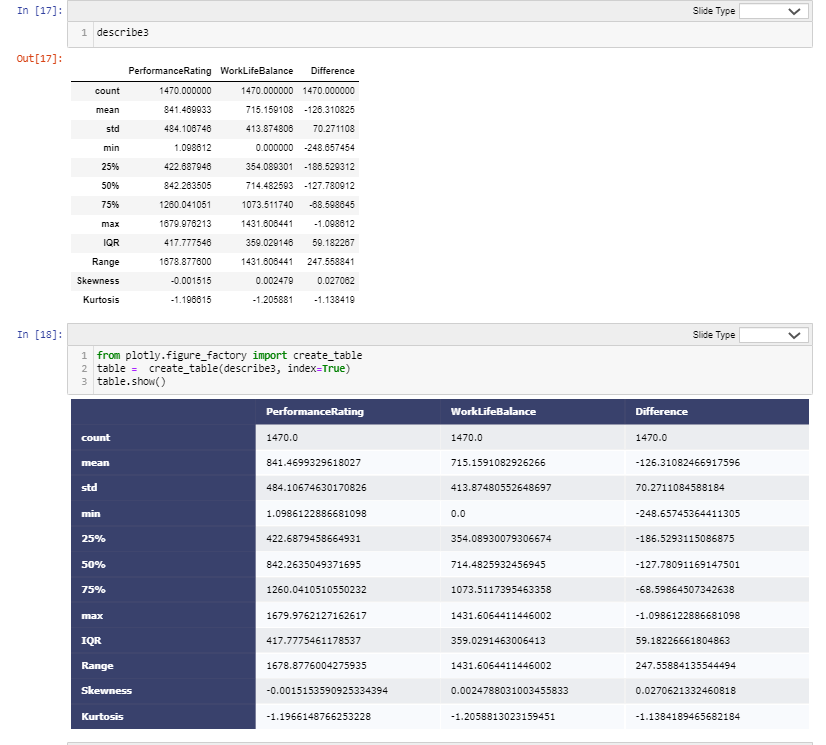 In [17]:
Slide Type
1 describe3
Out[17]:
PerformanceRating WorkLifeBalance Difference
count 1470.000000 1470.000000 1470.000000
mean 841.469933 715.159108 -126.310825
std 484.106746 413.874806 70.271108
min 1.098612 0.000000 -248.657454
25% 422.687946 354.089301 -186.529312
50% 842.263505 714.482593 -127.780912
75% 1260.041051 1073.511740 -68.598645
max 1679.976213 1431.606441 -1.098612
IQR 417.777546 359.029146 59.182267
Range 1678.877600 1431.606441 247.558841
Skewness -0.001515 0.002479 0.027062
Kurtosis -1.196615 -1.205881 -1.138419
In [18]:
Slide Type
1 from plotly.figure_factory import create_table
2 table = create_table(describe3, index=True)
3 table.show()
PerformanceRating WorkLifeBalance Difference
count 1470.0 1470.0 1470.0
mean 841.4699329618027 715.1591082926266 -126.31082466917596
std 484.10674630170826 413.87480552648697 70.2711084588184
min 1.0986122886681098 0.0 -248.65745364411305
25% 422.6879458664931 354.08930079306674 -186.5293115086875
50% 842.2635049371695 714.4825932456945 -127.78091169147501
75% 1260.0410510550232 1073.5117395463358 -68.59864507342638
max 1679.9762127162617 1431.6064411446002 -1.0986122886681098
IQR 417.7775461178537 359.0291463006413 59.18226661804863
Range 1678.8776004275935 1431.6064411446002 247.55884135544494
Skewness -0.0015153590925334394 0.0024788031003455833 0.0270621332460818
Kurtosis -1.1966148766253228 -1.2058813023159451 -1.1384189465682184